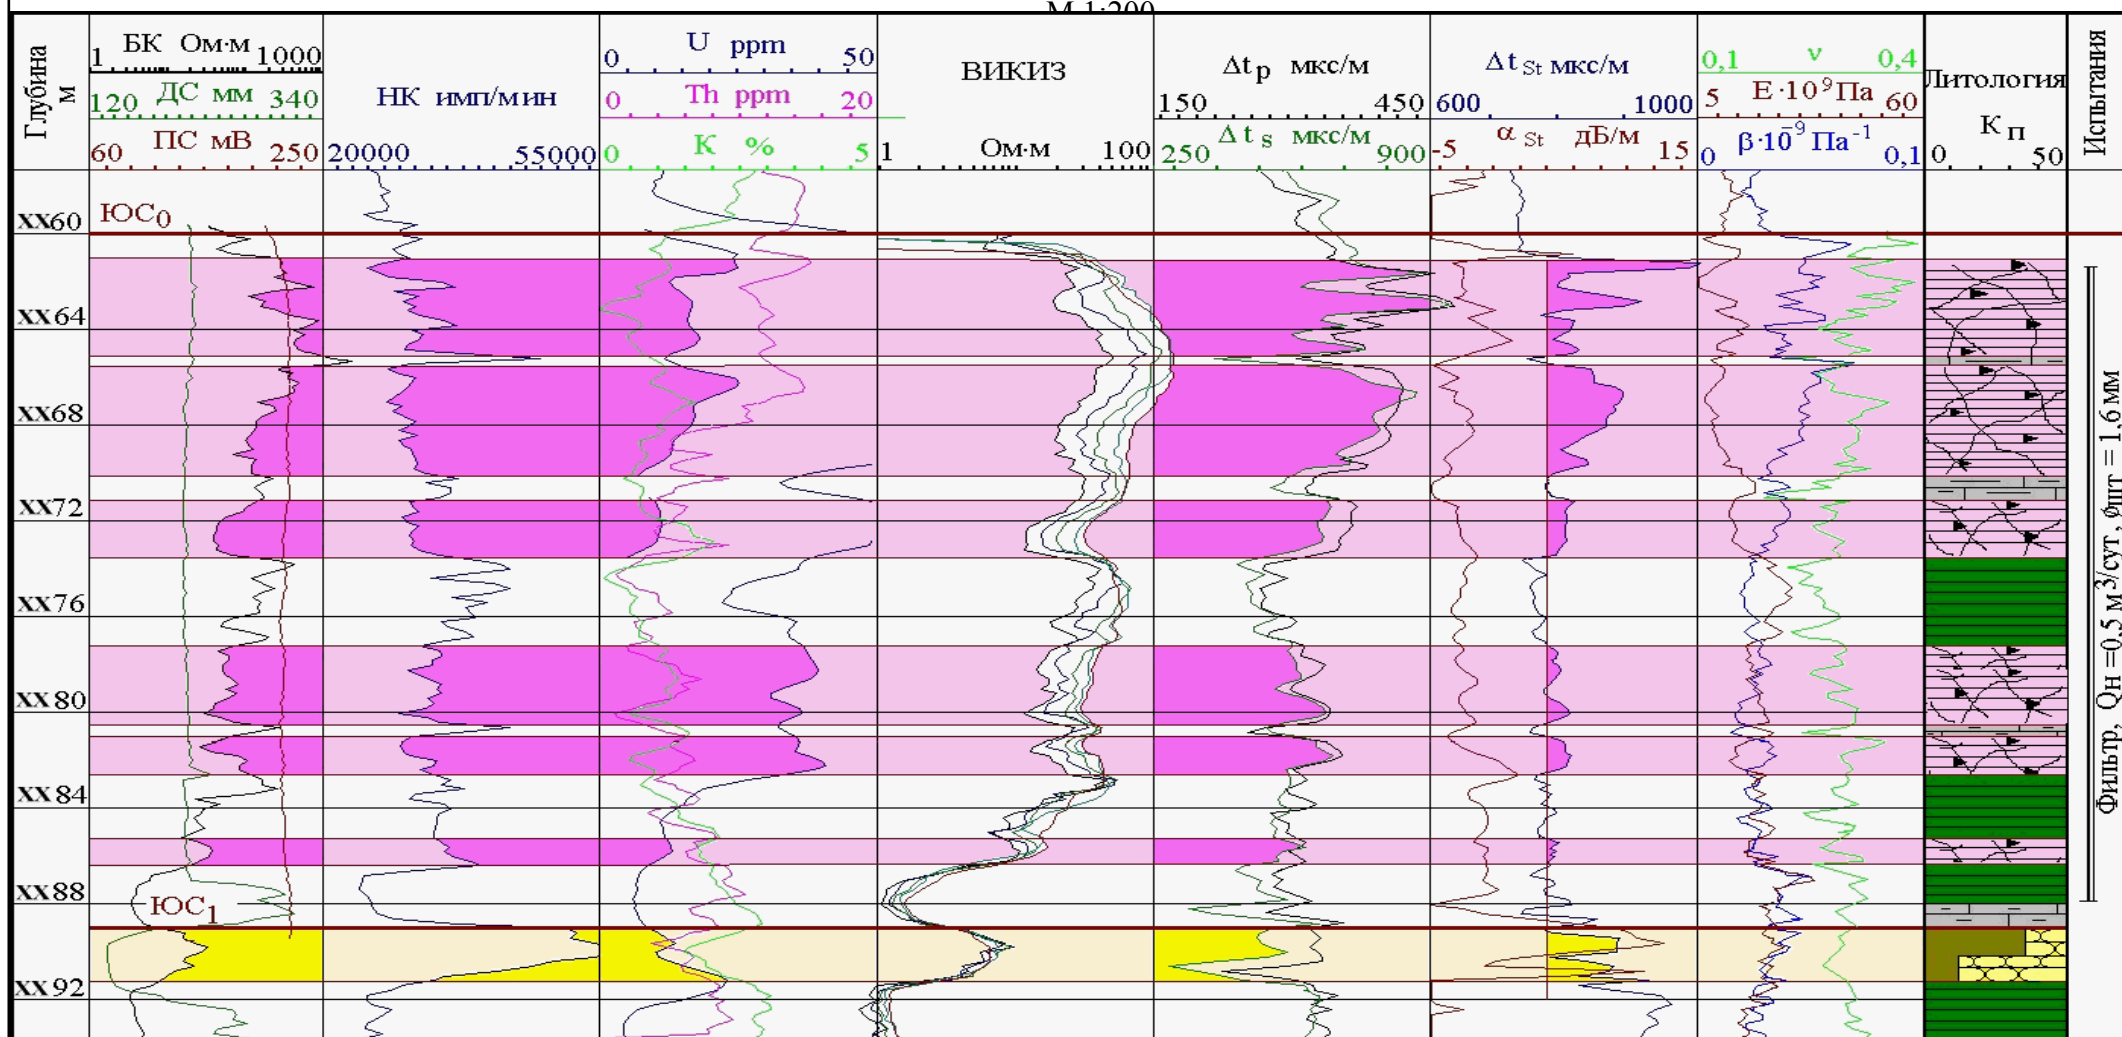 М 1:200
Глубина м
БК Ом·м
1 1000
ДС мм
120 340
ПС мВ
60 250
НК имп/мин
20000 55000
U ppm
0 50
Th ppm
0 20
K %
0 5
ВИКИЗ
Ом·м
1 100
Δtp мкс/м
150 450
Δts мкс/м
250 900
ΔtSt мкс/м
600 1000
αSt дБ/м
-5 15
ν
0,1 0,4
E·10⁹Па
5 60
β·10⁻⁹ Па⁻¹
0 0,1
Литология
КП
0 50
Испытания
ЮС0
xx60
xx64
xx68
xx72
xx76
xx80
xx84
xx88
ЮС1
xx92
Фильтр, Qн =0,5 м3/сут, φшт = 1,6 мм